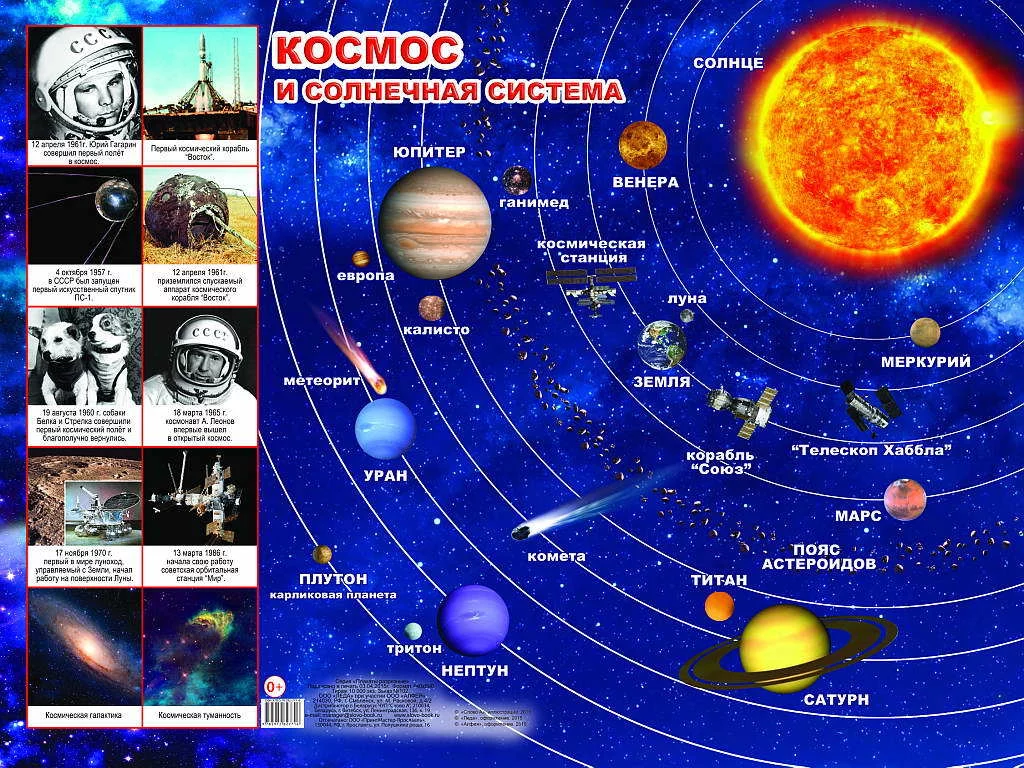 КОСМОС
И СОЛНЕЧНАЯ СИСТЕМА
СССР
12 апреля 1961г. Юрий Гагарин
совершил первый полёт
в космос.
Первый космический корабль
"Восток".
4 октября 1957 г.
в СССР был запущен
первый искусственный спутник
ПС-1.
12 апреля 1961г.
приземлился спускаемый
аппарат космического
корабля "Восток".
СССР
19 августа 1960 г. собаки
Белка и Стрелка совершили
первый космический полёт и
благополучно вернулись.
18 марта 1965 г.
космонавт А. Леонов
впервые вышел
в открытый космос.
17 ноября 1970 г.
первый в мире луноход,
управляемый с Земли, начал
работу на поверхности Луны.
13 марта 1986 г.
начала свою работу
советская орбитальная
станция "Мир".
Космическая галактика
Космическая туманность
СОЛНЦЕ
ЮПИТЕР
ВЕНЕРА
ганимед
космическая
станция
европа
луна
калисто
МЕРКУРИЙ
метеорит
ЗЕМЛЯ
корабль
"Союз"
"Телескоп Хаббла"
УРАН
МАРС
комета
ПОЯС
АСТЕРОИДОВ
ПЛУТОН
карликовая планета
ТИТАН
тритон
НЕПТУН
САТУРН
0+